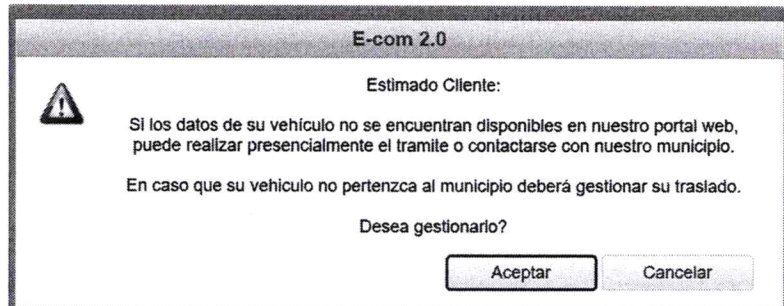 E-com 2.0
Estimado Cliente:
Si los datos de su vehículo no se encuentran disponibles en nuestro portal web,
puede realizar presencialmente el tramite o contactarse con nuestro municipio.
En caso que su vehiculo no pertenzca al municipio deberá gestionar su traslado.
Desea gestionarlo?
Aceptar
Cancelar